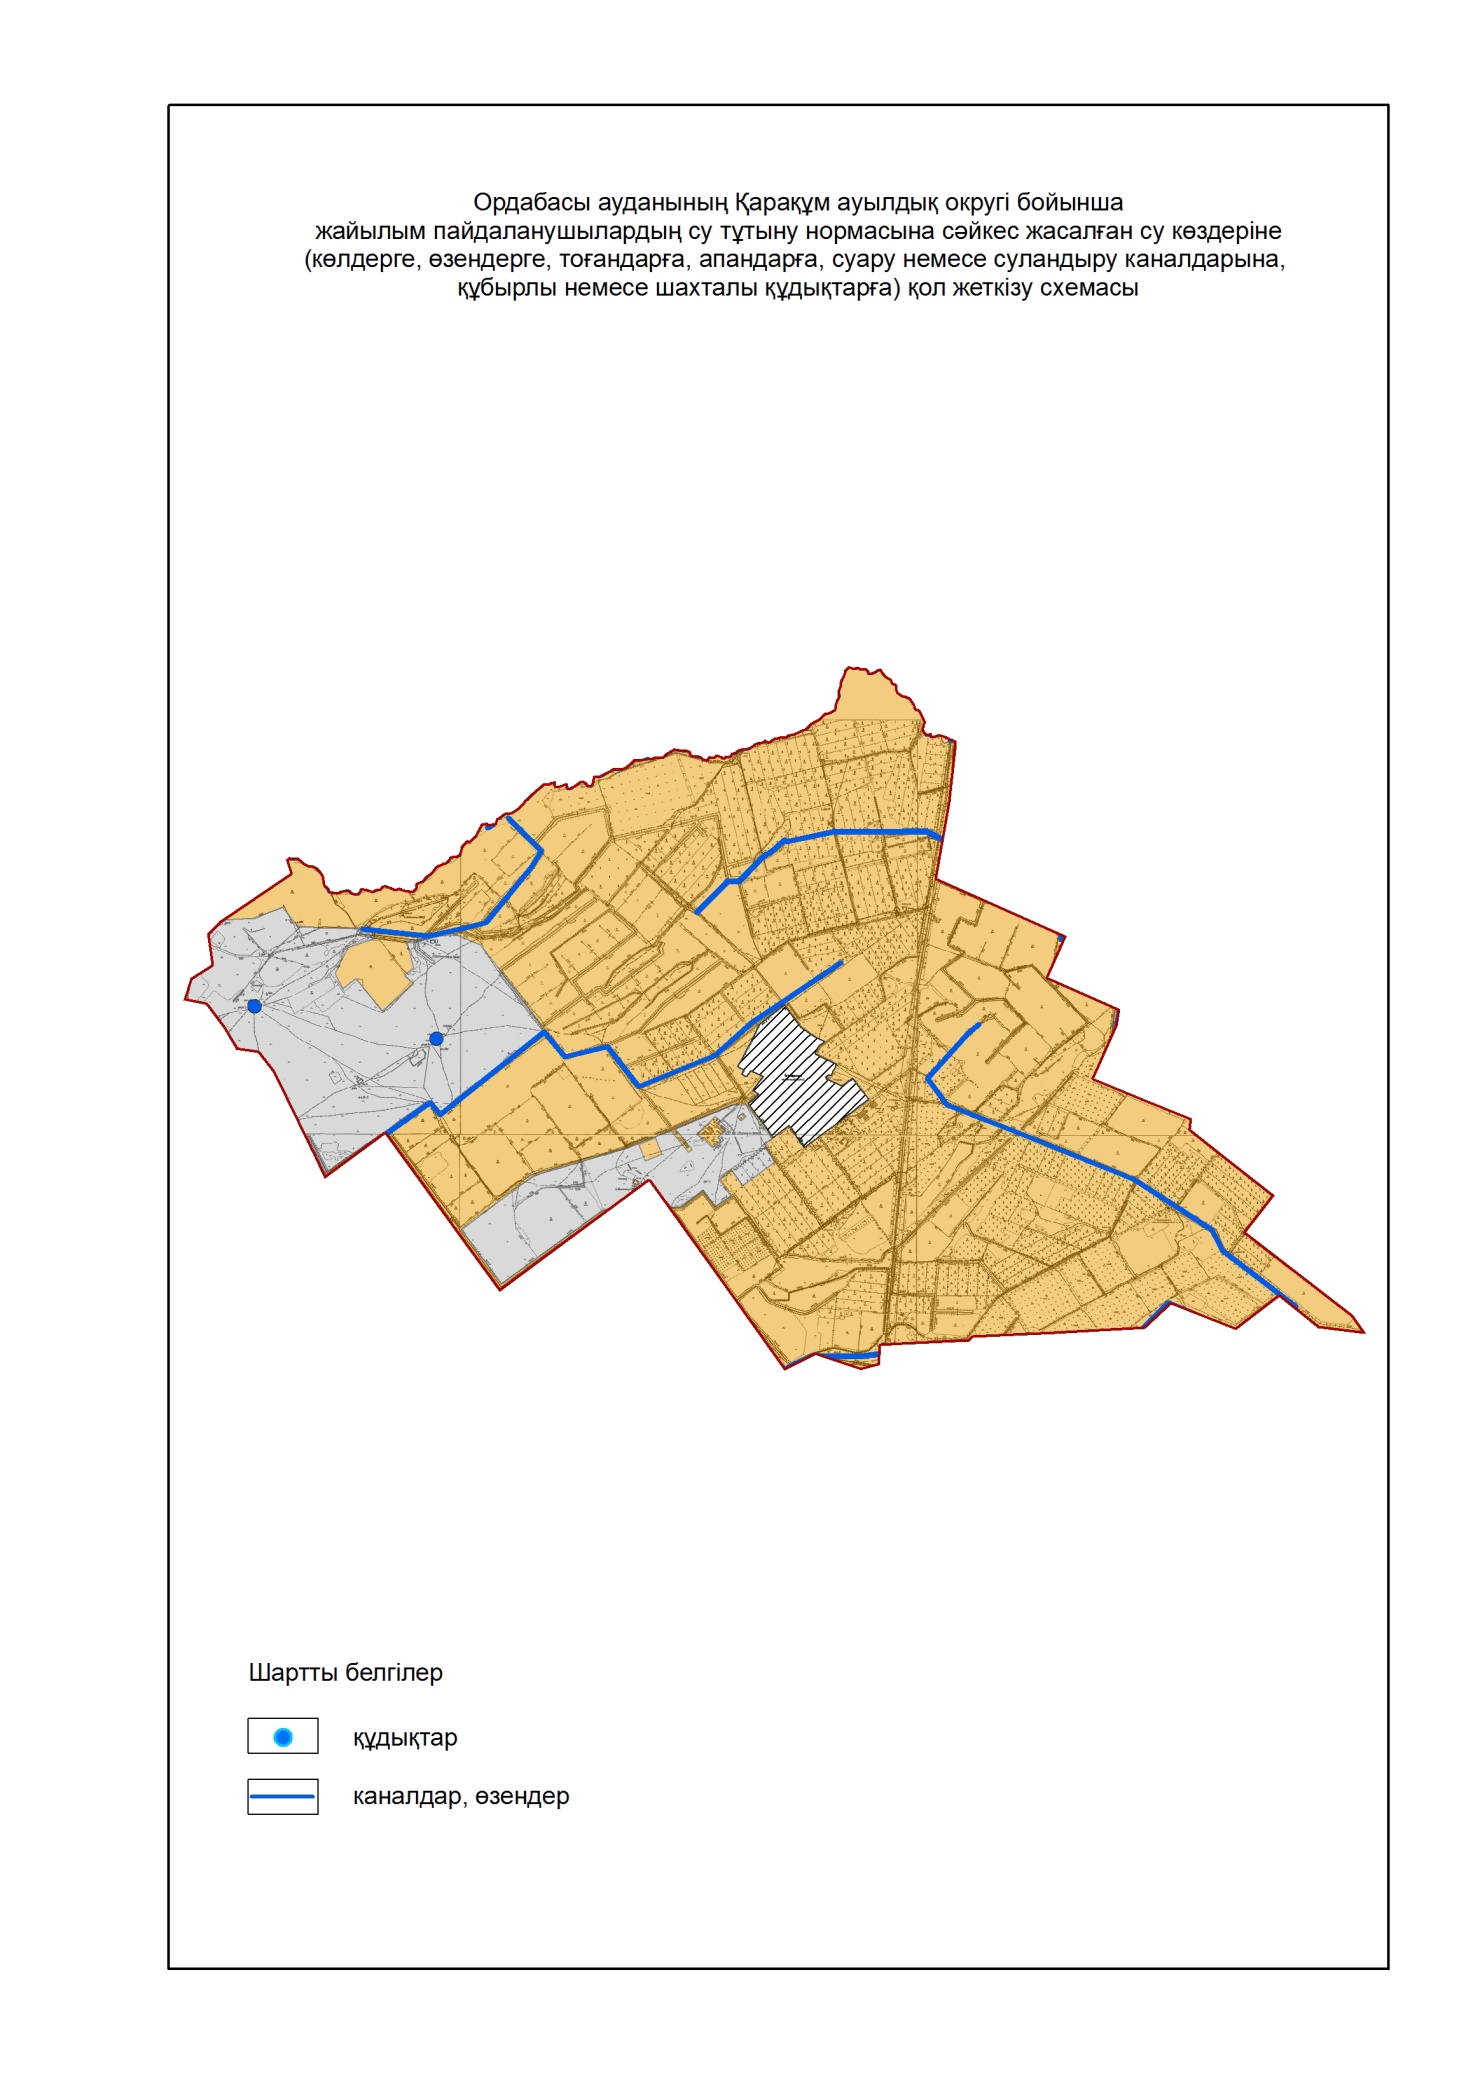 Ордабасы ауданының Қарақұм ауылдық округі бойынша
жайылым пайдаланушылардың су тұтыну нормасына сәйкес жасалған су көздеріне
(көлдерге, өзендерге, тоғандарға, апандарға, суару немесе суландыру каналдарына,
құбырлы немесе шахталы құдықтарға) қол жеткізу схемасы
Шартты белгілер
құдықтар
каналдар, өзендер